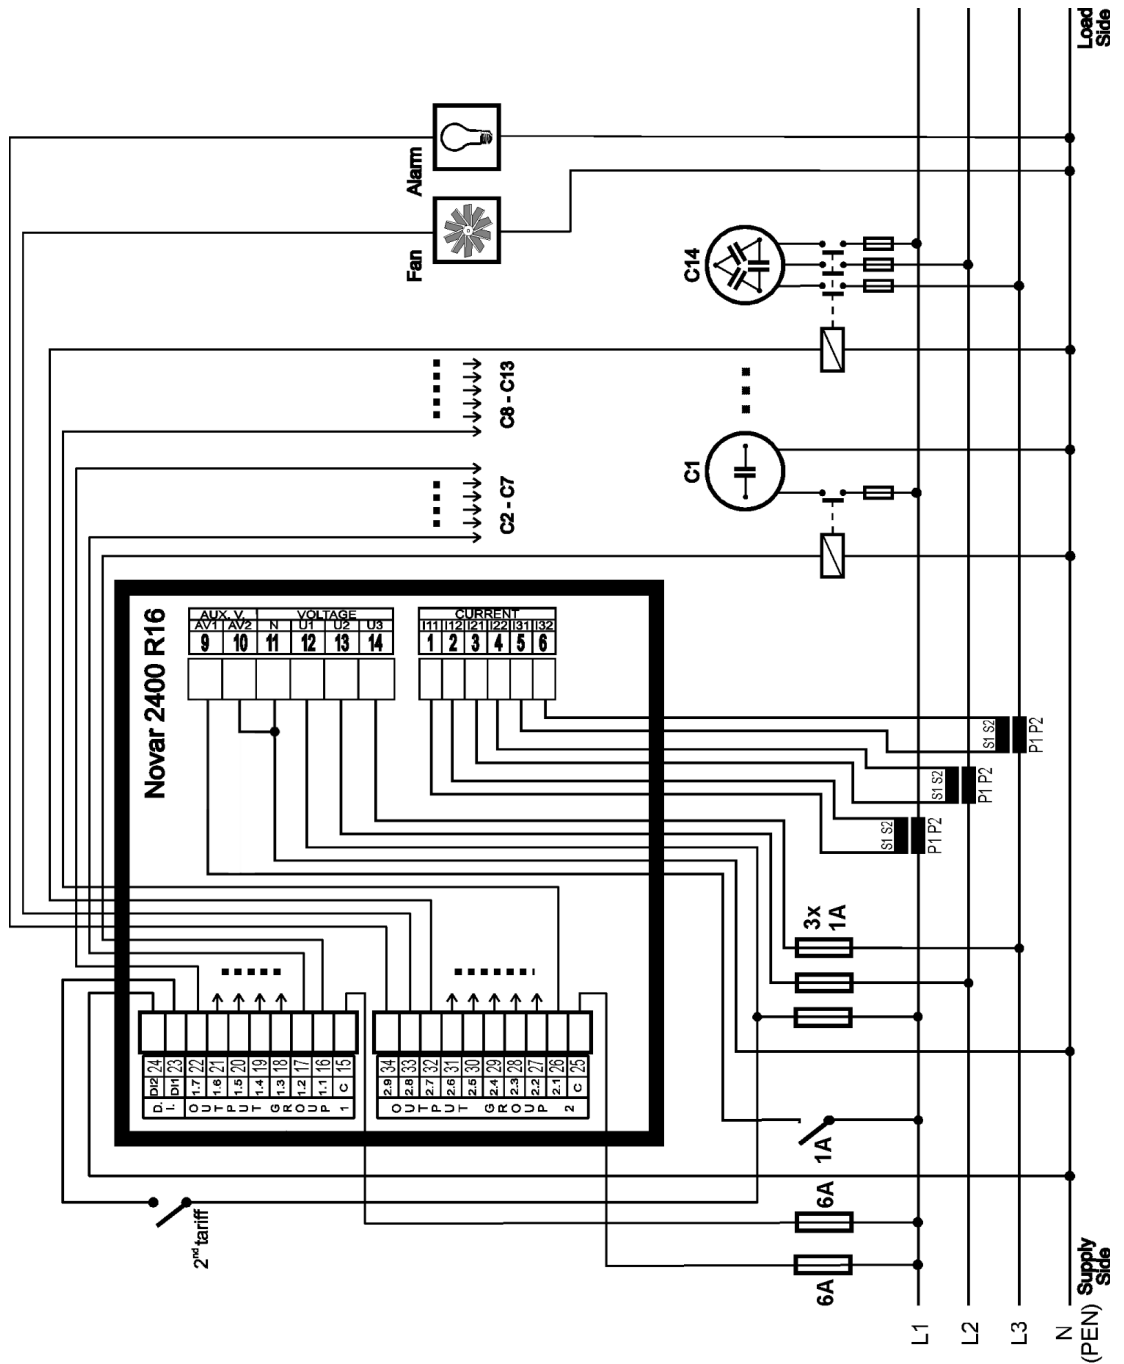 Load
Side
Alarm
Fan
C14
C8 - C13
C1
C2 - C7
Novar 2400 R16
AUX. V. VOLTAGE
AV1 AV2 N U1 U2 U3
9 10 11 12 13 14
CURRENT
I11 I12 I21 I22 I31 I32
1 2 3 4 5 6
S1 S2
P1 P2
S1 S2
P1 P2
S1 S2
P1 P2
3x
1A
24 23 22 21 20 19 18 17 16 15
DI2 DI1 1.7 1.6 1.5 1.4 1.3 1.2 1.1 C
D. I. OUTPUT GROUP 1
34 33 32 31 30 29 28 27 26 25
2.9 2.8 2.7 2.6 2.5 2.4 2.3 2.2 2.1 C
OUTPUT GROUP 2
1A
2nd tariff
6A
6A
Supply
Side
L1
L2
L3
N
(PEN)